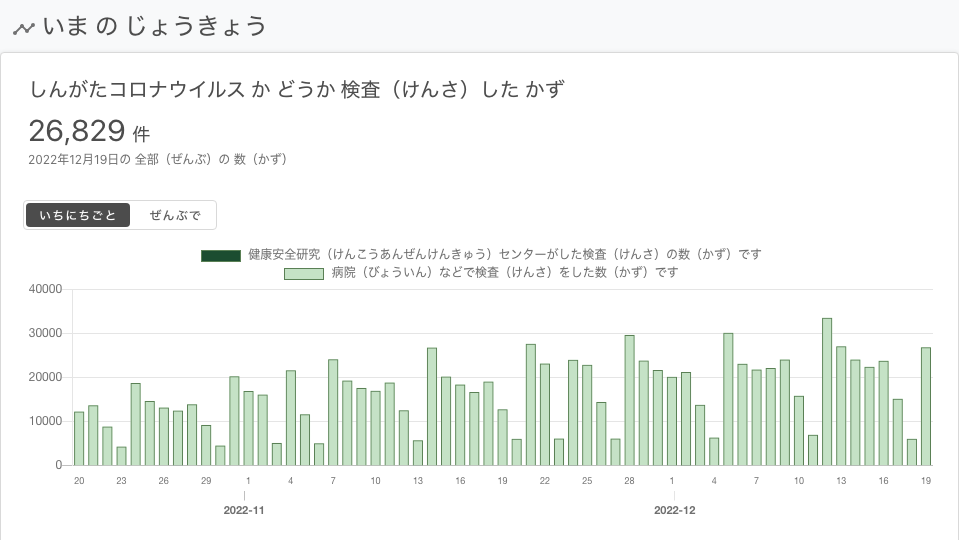 いま の じょうきょう
しんがたコロナウイルス か どうか 検査（けんさ）した かず
26,829 件
2022年12月19日の 全部（ぜんぶ）の 数（かず）
いちにちごと ぜんぶで
健康安全研究（けんこうあんぜんけんきゅう）センターがした検査（けんさ）の数（かず）です
病院（びょういん）などで検査（けんさ）をした数（かず）です
40000
30000
20000
10000
0
20 23 26 29 1 4 7 10 13 16 19 22 25 28 1 4 7 10 13 16 19
2022-11 2022-12